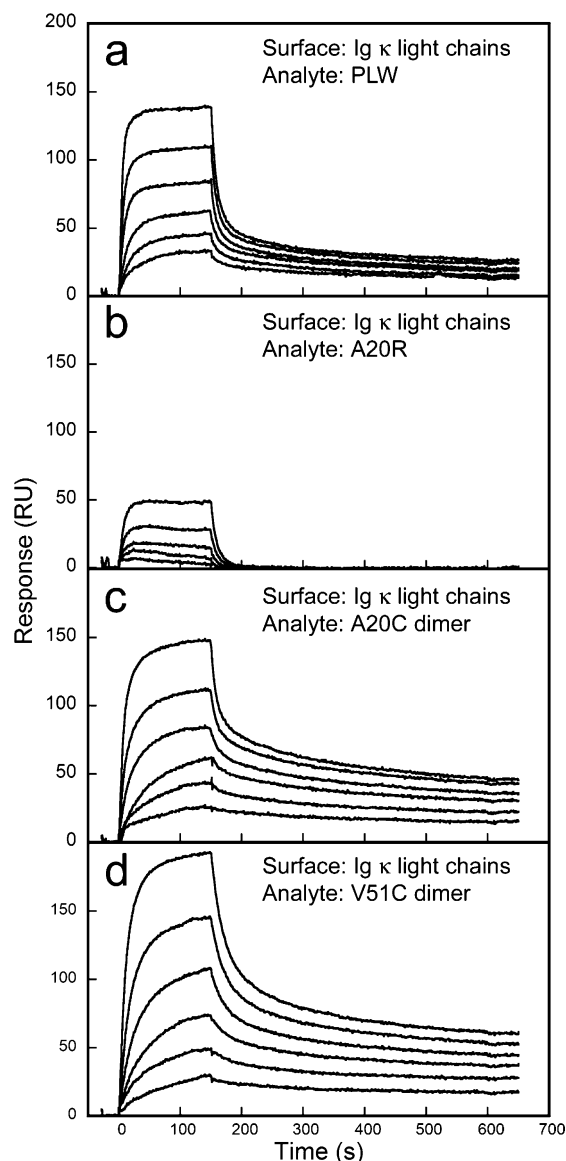 200
a
Surface: Ig κ light chains
Analyte: PLW
150
100
50
0
b
Surface: Ig κ light chains
Analyte: A20R
150
100
50
0
c
Surface: Ig κ light chains
Analyte: A20C dimer
150
100
50
0
d
Surface: Ig κ light chains
Analyte: V51C dimer
150
100
50
0
Response (RU)
0 100 200 300 400 500 600 700
Time (s)